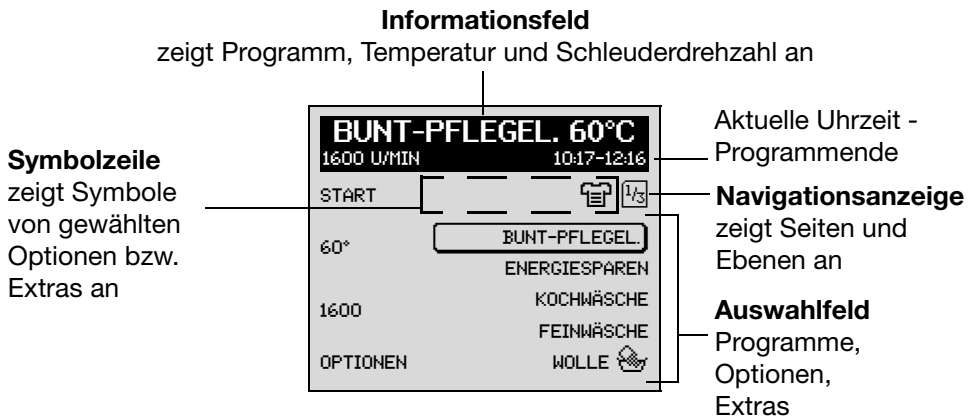 Informationsfeld
zeigt Programm, Temperatur und Schleuderdrehzahl an
BUNT-PFLEGEL. 60°C
1600 U/MIN 10:17-12:16
Aktuelle Uhrzeit -
Programmende
Symbolzeile
zeigt Symbole
von gewählten
Optionen bzw.
Extras an
START 1/3
Navigationsanzeige
zeigt Seiten und
Ebenen an
60°
BUNT-PFLEGEL.
ENERGIESPAREN
1600
KOCHWÄSCHE
FEINWÄSCHE
OPTIONEN WOLLE
Auswahlfeld
Programme,
Optionen,
Extras